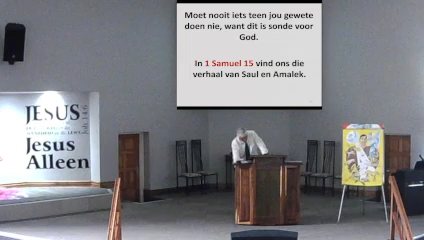 Moet nooit iets teen jou gewete
doen nie, want dit is sonde voor
God.
In 1 Samuel 15 vind ons die
verhaal van Saul en Amalek.
JESUS
Jesus
Alleen